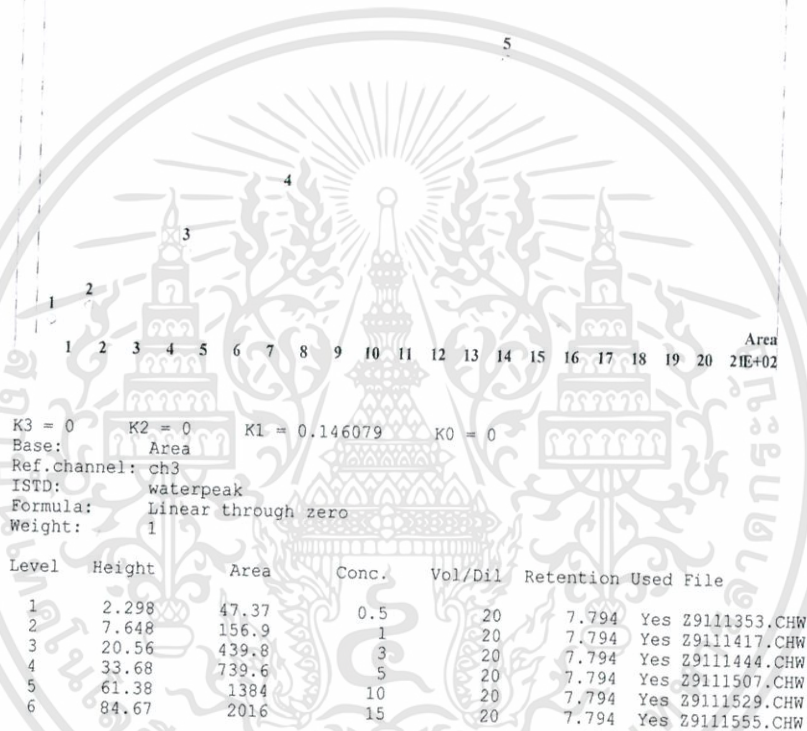 5
4
3
2
1
1 2 3 4 5 6 7 8 9 10 11 12 13 14 15 16 17 18 19 20 21E+02
Area
K3 = 0 K2 = 0 K1 = 0.146079 K0 = 0
Base: Area
Ref.channel: ch3
ISTD: waterpeak
Formula: Linear through zero
Weight: 1
Level Height Area Conc. Vol/Dil Retention Used File
1 2.298 47.37 0.5 20 7.794 Yes Z9111353.CHW
2 7.648 156.9 1 20 7.794 Yes Z9111417.CHW
3 20.56 439.8 3 20 7.794 Yes Z9111444.CHW
4 33.68 739.6 5 20 7.794 Yes Z9111507.CHW
5 61.38 1384 10 20 7.794 Yes Z9111529.CHW
6 84.67 2016 15 20 7.794 Yes Z9111555.CHW